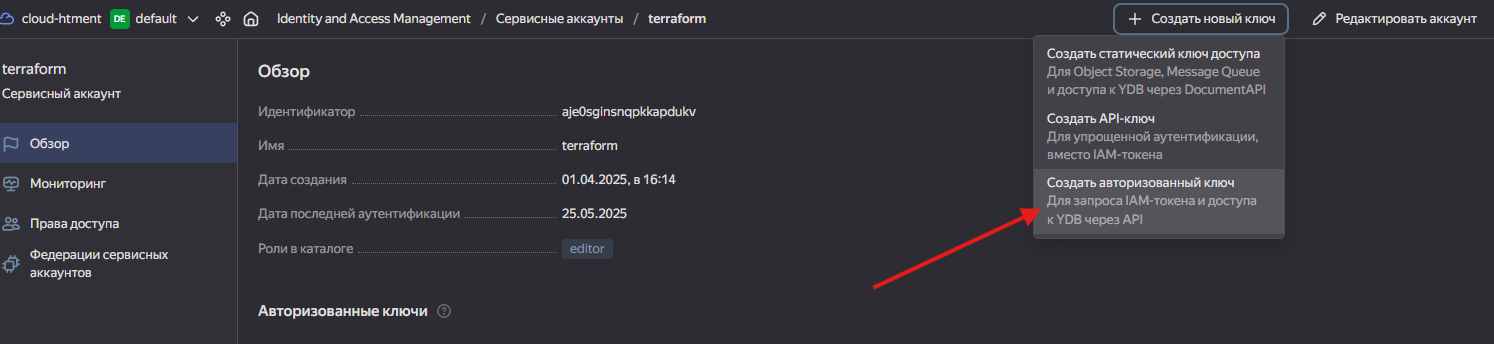 cloud-htment DE default Identity and Access Management / Сервисные аккаунты / terraform + Создать новый ключ Редактировать аккаунт
terraform
Сервисный аккаунт
Обзор
Мониторинг
Права доступа
Федерации сервисных
аккаунтов
Обзор
Идентификатор aje0sginsnqpkkapdukv
Имя terraform
Дата создания 01.04.2025, в 16:14
Дата последней аутентификации 25.05.2025
Роли в каталоге editor
Авторизованные ключи ?
Создать статический ключ доступа
Для Object Storage, Message Queue
и доступа к YDB через DocumentAPI
Создать API-ключ
Для упрощенной аутентификации,
вместо IAM-токена
Создать авторизованный ключ
Для запроса IAM-токена и доступа
к YDB через API